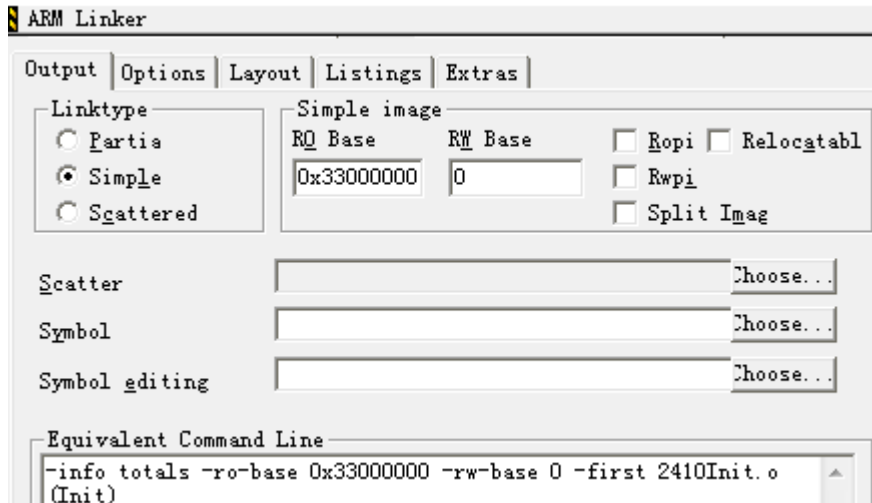 ARM Linker
Output Options Layout Listings Extras
Linktype
Simple image
Partia
Simple
Scattered
RO Base
RW Base
0x33000000
0
Ropi
Relocatabl
Rwpi
Split Imag
Scatter
Choose...
Symbol
Choose...
Symbol editing
Choose...
Equivalent Command Line
-info totals -ro-base 0x33000000 -rw-base 0 -first 2410Init.o
(Init)